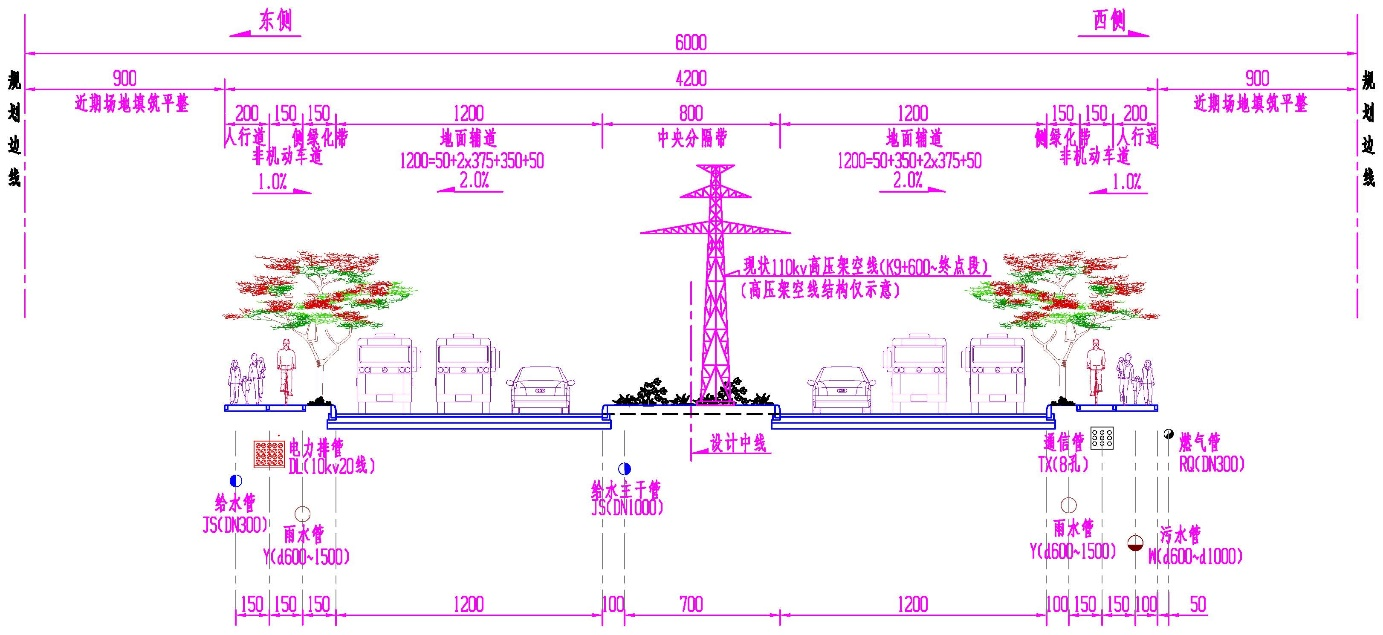 东侧
西侧
6000
900
4200
900
近期场地填筑平整
近期场地填筑平整
规划边线
规划边线
200
150
150
1200
800
1200
150
150
200
人行道
侧绿化带
地面辅道
中央分隔带
地面辅道
侧绿化带
人行道
非机动车道
非机动车道
1200=50+2x375+350+50
1200=50+350+2x375+50
1.0%
2.0%
2.0%
1.0%
现状110kv高压架空线(K9+600~终点段)
(高压架空线结构仅示意)
设计中线
电力排管
DL(10kv20线)
给水管
JS(DN300)
雨水管
Y(d600~1500)
给水主干管
JS(DN1000)
通信管
TX(8孔)
燃气管
RQ(DN300)
雨水管
Y(d600~1500)
污水管
W(d600~d1000)
150
150
150
1200
100
700
1200
100
150
150
100
50